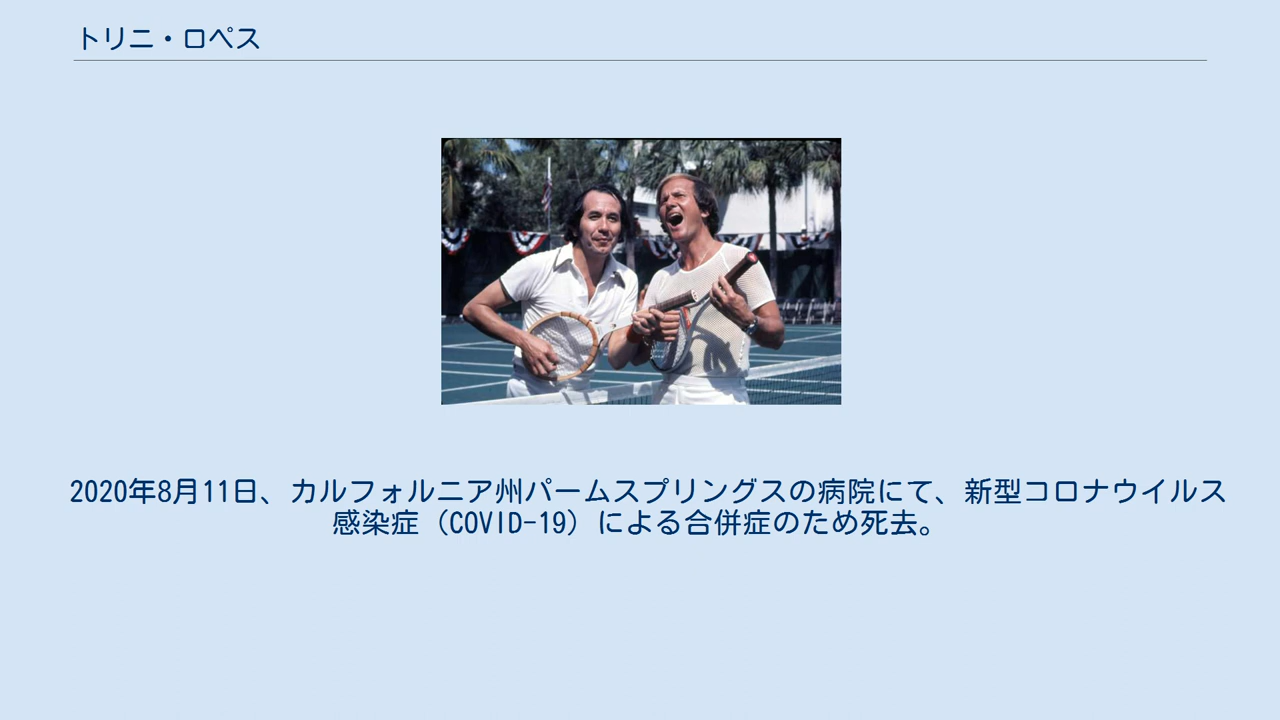 トリニ・ロペス
2020年8月11日、カルフォルニア州パームスプリングスの病院にて、新型コロナウイルス
感染症（COVID-19）による合併症のため死去。